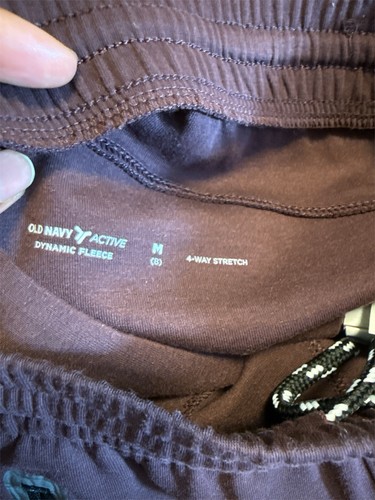 OLD NAVY ACTIVE
DYNAMIC FLEECE
M
(8)
4-WAY STRETCH